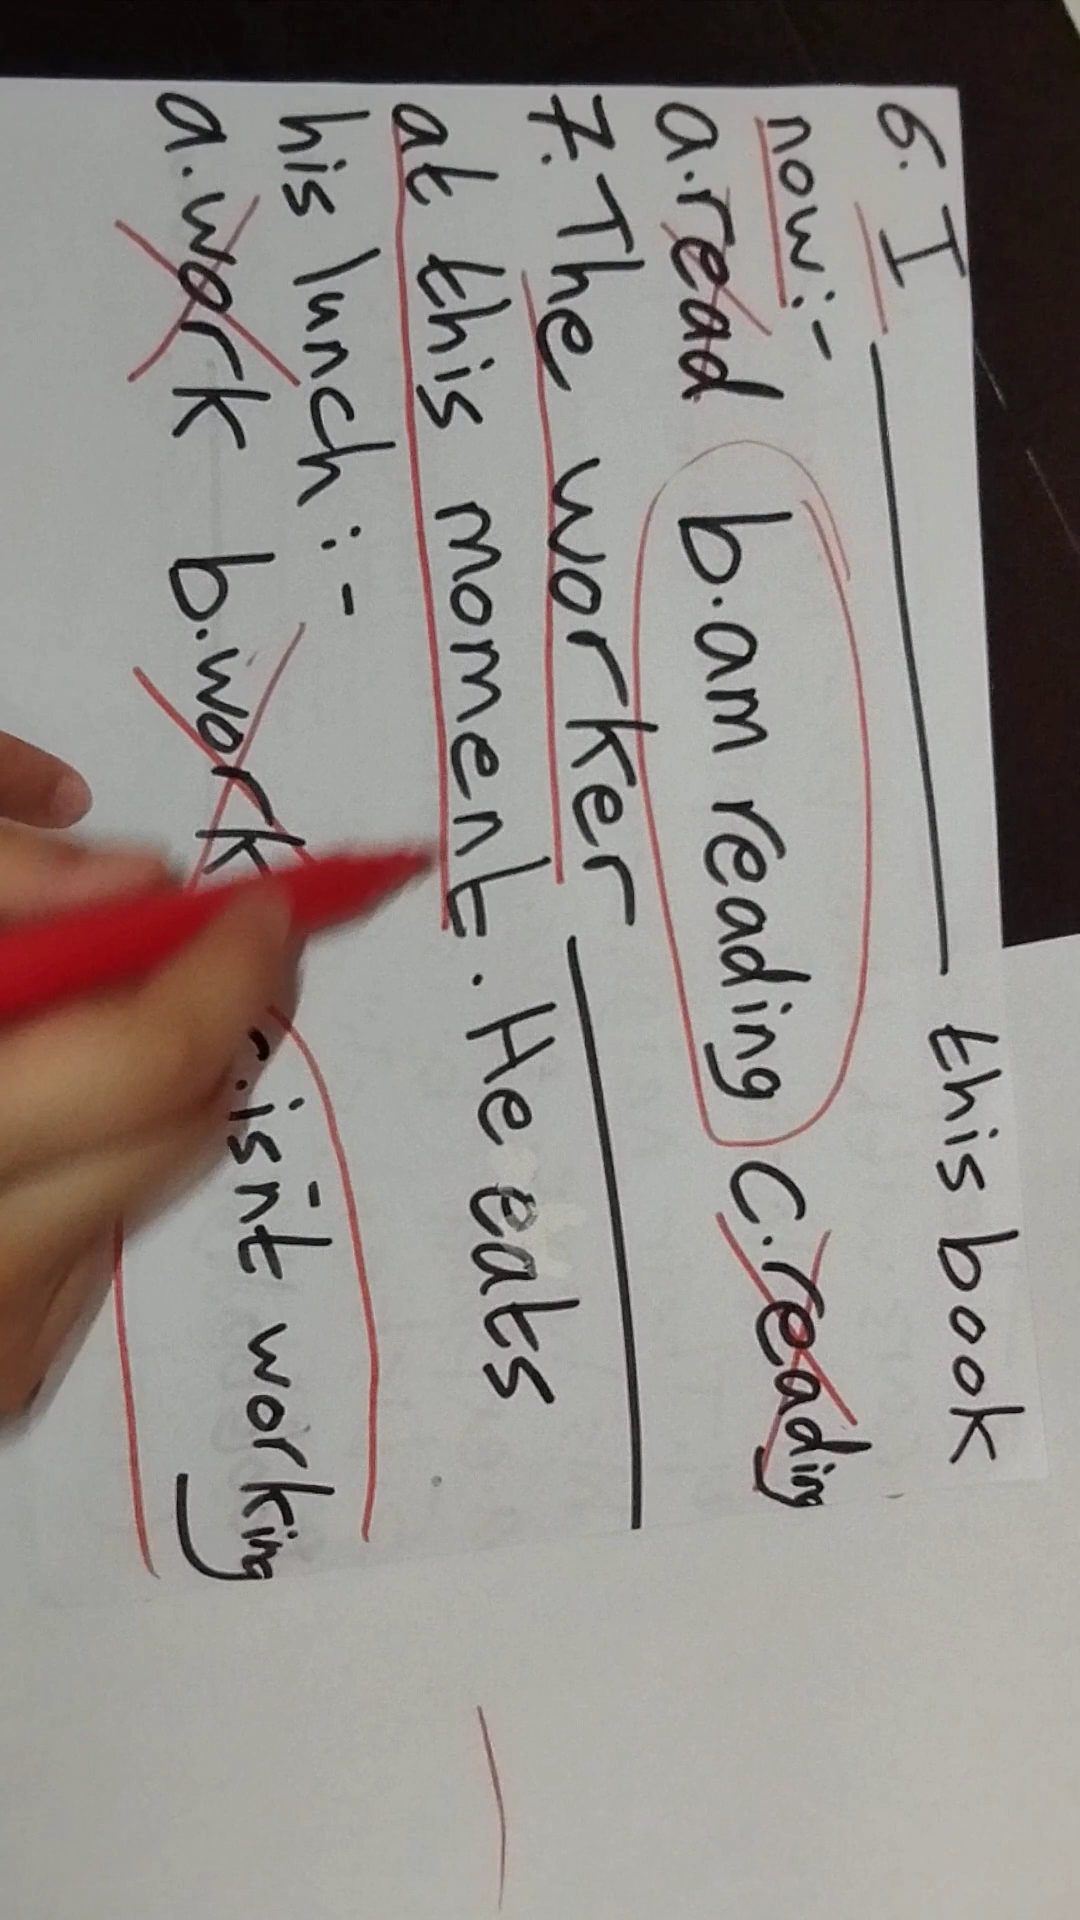 6. I ______ this book
now:-
a.read b.am reading c.reading
7. The worker ______
at this moment. He eats
his lunch:-
a.work b.work c.isn't working